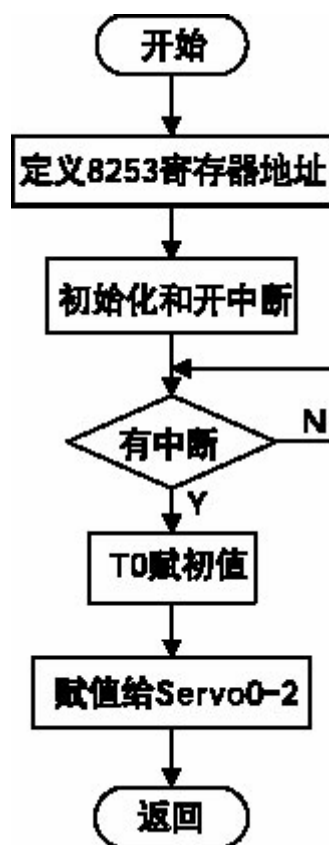 开始
定义8253寄存器地址
初始化和开中断
有中断
N
Y
T0赋初值
赋值给Servo0-2
返回